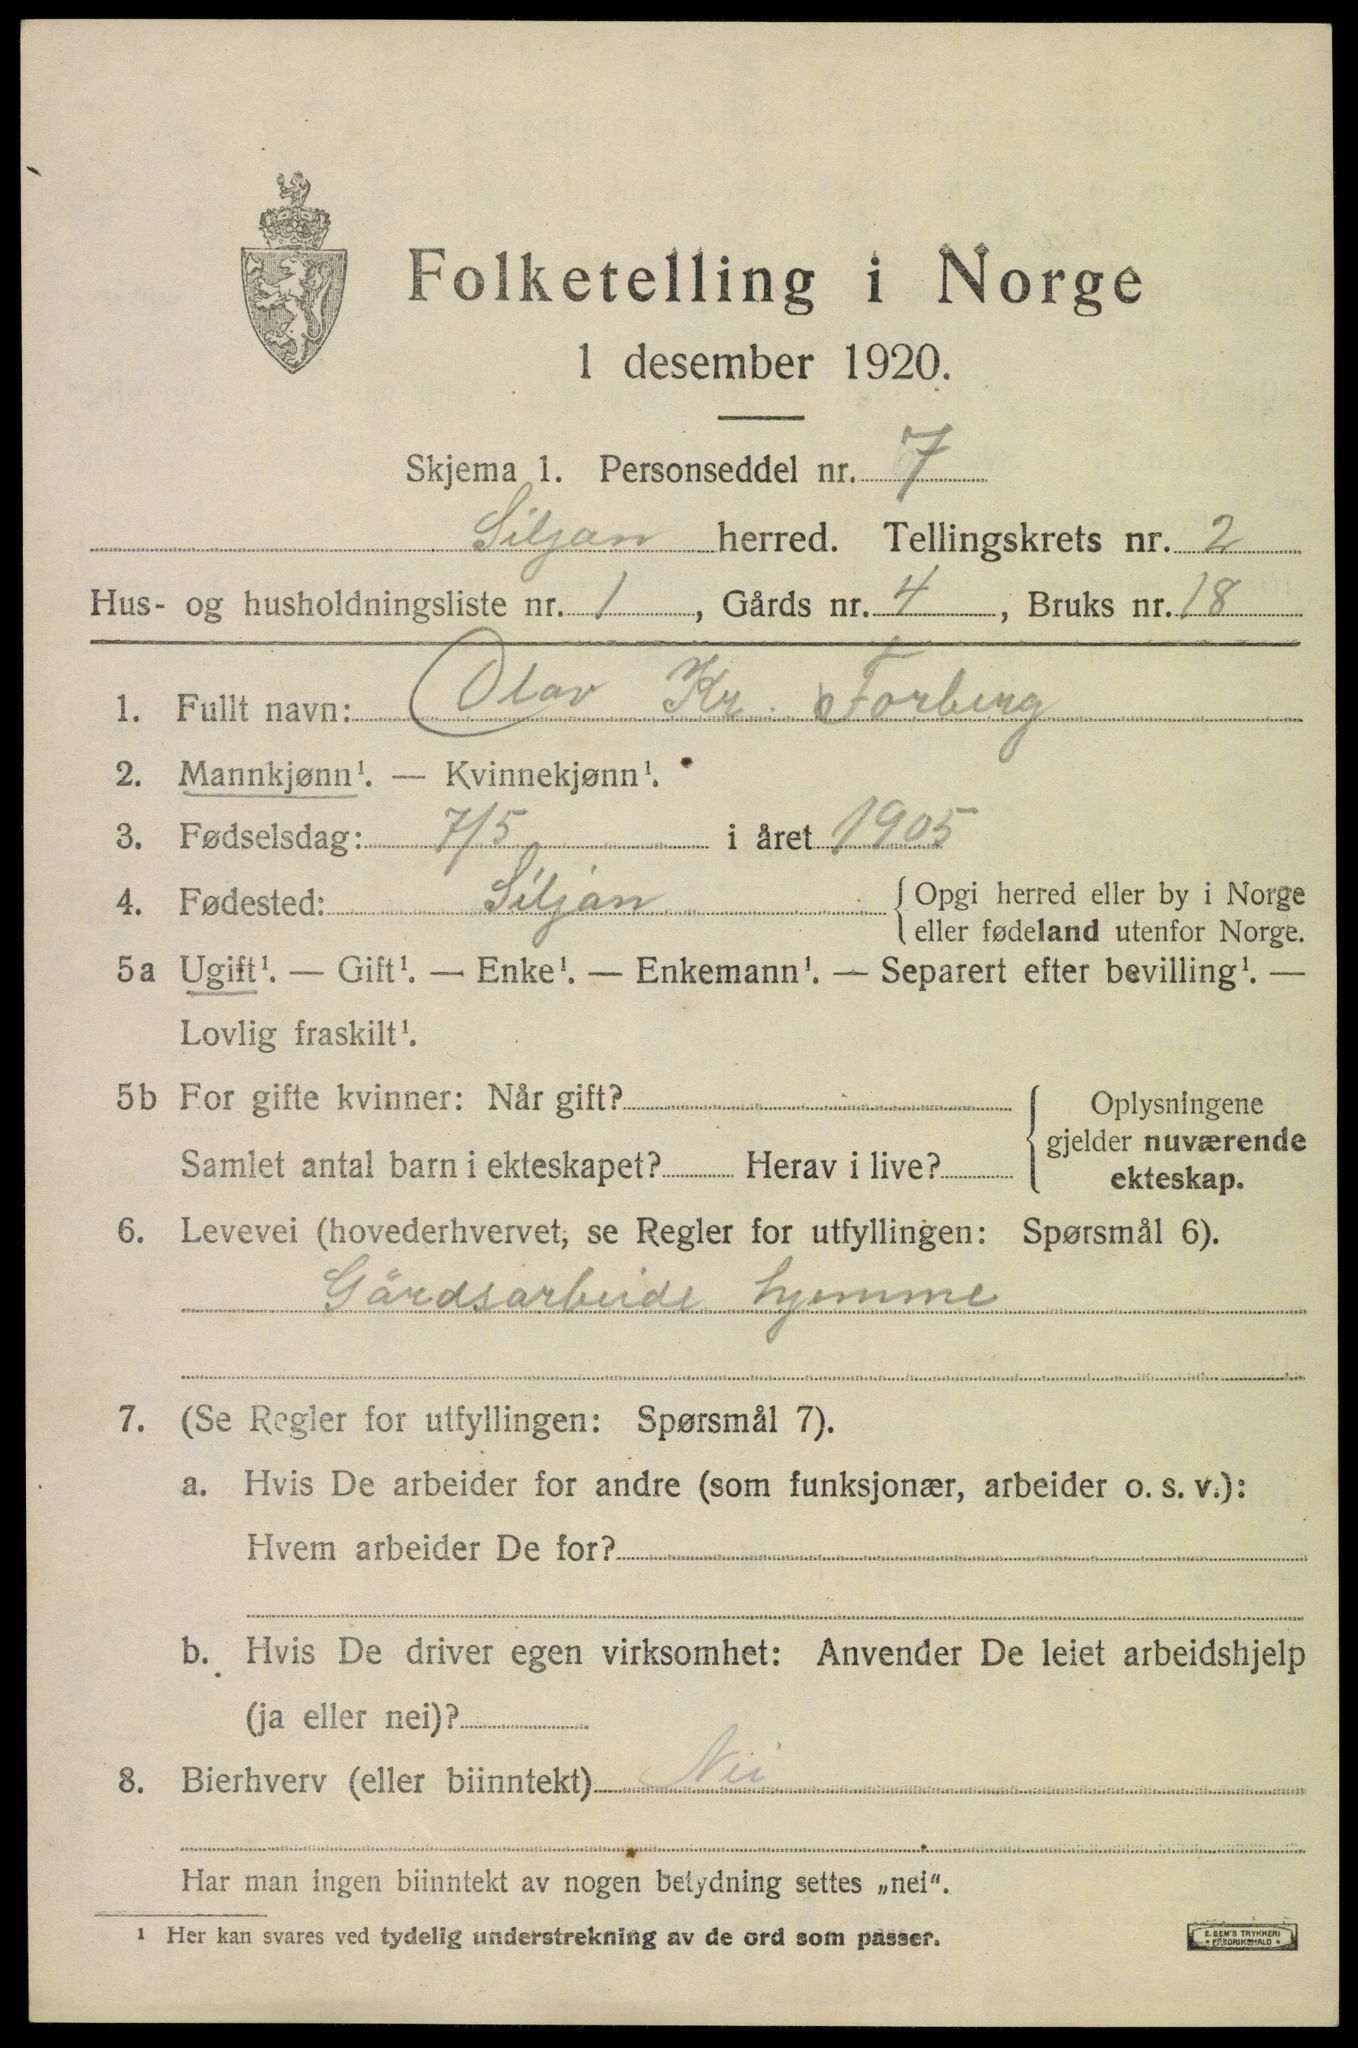 Folketelling i Norge
1 desember 1920.
Skjema 1. Personseddel nr. 7
Siljan herred. Tellingskrets nr. 2
Hus- og husholdningsliste nr. 1, Gårds nr. 4, Bruks nr. 18
1. Fullt navn: Olav Kr. Forberg
2. Mannkjønn¹. — Kvinnekjønn¹.
3. Fødselsdag: 7/5 i året 1905
4. Fødested: Siljan { Opgi herred eller by i Norge
eller fødeland utenfor Norge.
5a Ugift¹. — Gift¹. — Enke¹. — Enkemann¹. — Separert efter bevilling¹. —
Lovlig fraskilt¹.
5b For gifte kvinner: Når gift?
Samlet antal barn i ekteskapet? Herav i live?
Oplysningene
gjelder nuværende
ekteskap.
6. Levevei (hovederhvervet, se Regler for utfyllingen: Spørsmål 6).
Gårdsarbeide hjemme
7. (Se Regler for utfyllingen: Spørsmål 7).
a. Hvis De arbeider for andre (som funksjonær, arbeider o. s. v.):
Hvem arbeider De for?
b. Hvis De driver egen virksomhet: Anvender De leiet arbeidshjelp
(ja eller nei)?
8. Bierhverv (eller biinntekt) Nei
Har man ingen biinntekt av nogen betydning settes „nei".
¹ Her kan svares ved tydelig understrekning av de ord som passer.
E. SEM'S TRYKKERI
FREDRIKSHALD